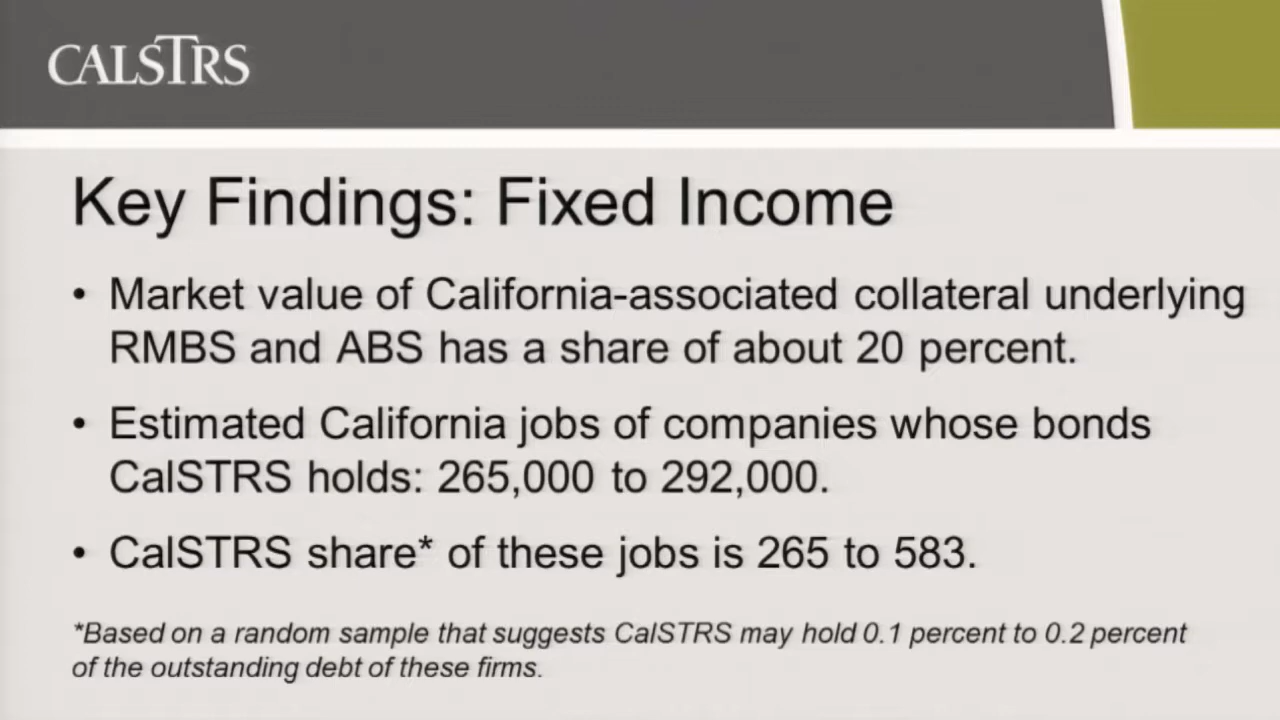 CALSTRS
Key Findings: Fixed Income
• Market value of California-associated collateral underlying
RMBS and ABS has a share of about 20 percent.
• Estimated California jobs of companies whose bonds
CalSTRS holds: 265,000 to 292,000.
• CalSTRS share* of these jobs is 265 to 583.
*Based on a random sample that suggests CalSTRS may hold 0.1 percent to 0.2 percent
of the outstanding debt of these firms.